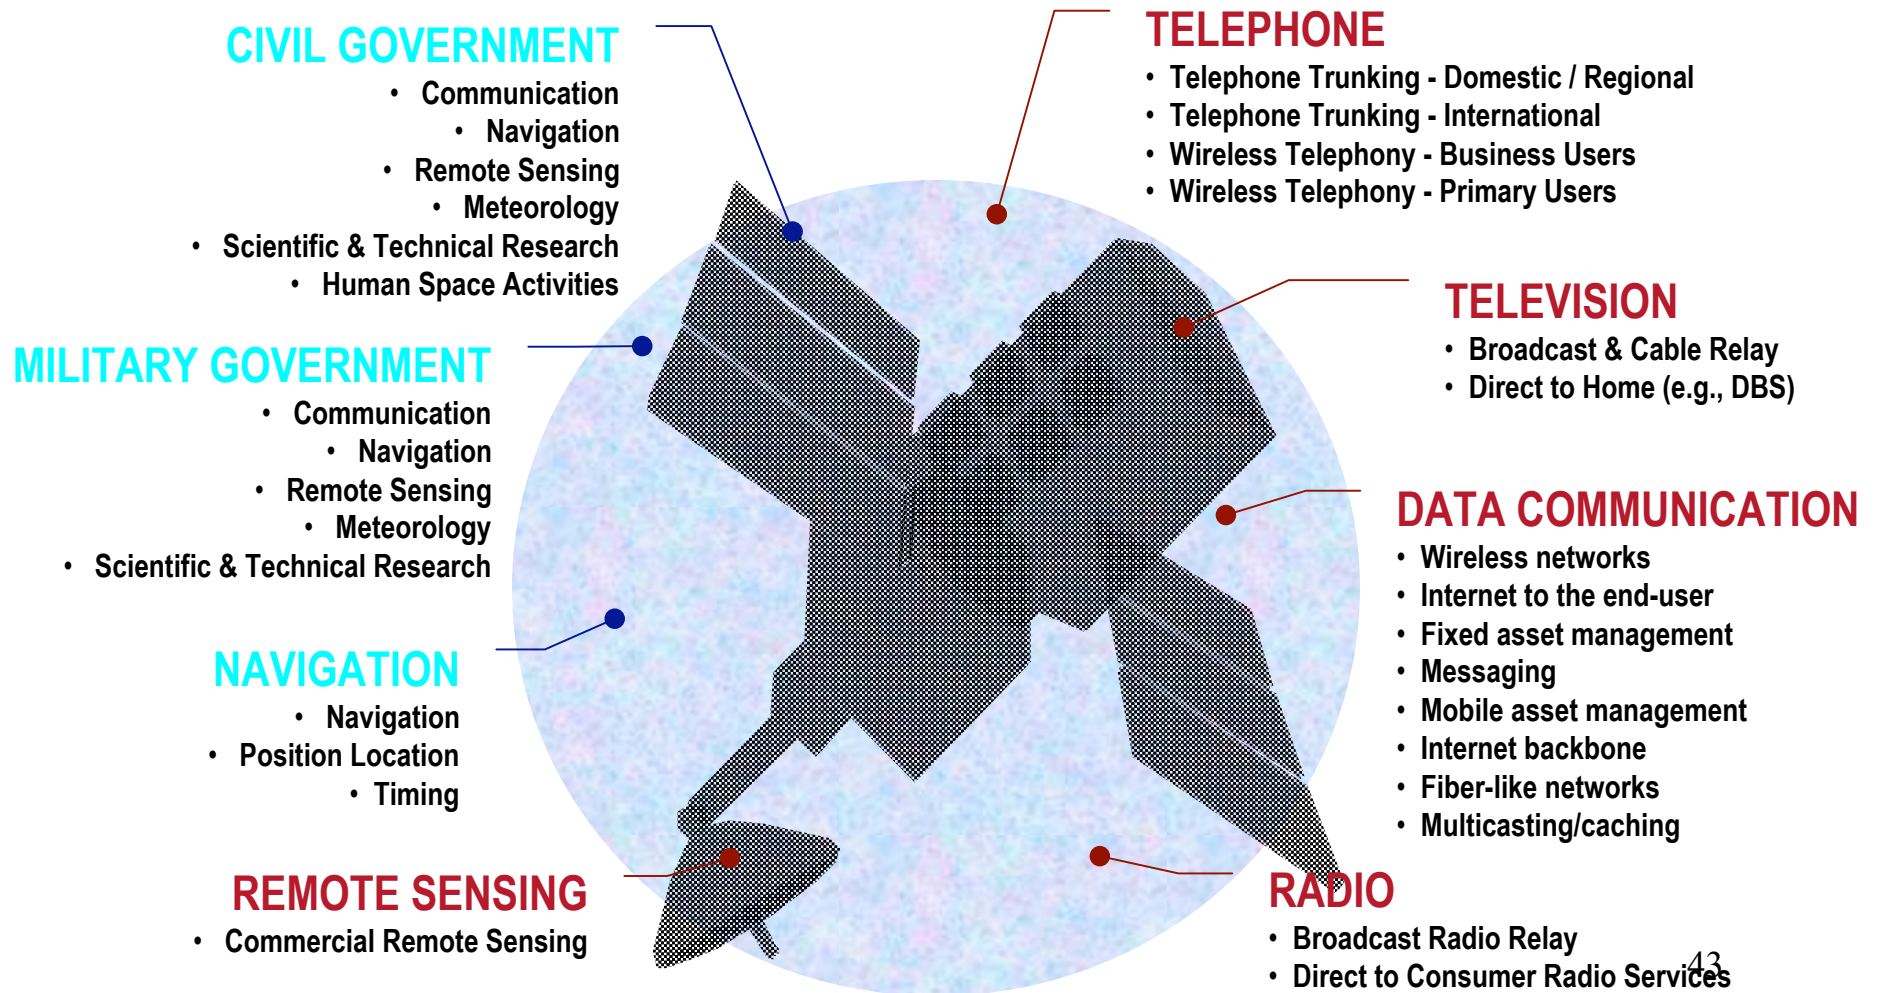 CIVIL GOVERNMENT
• Communication
• Navigation
• Remote Sensing
• Meteorology
• Scientific & Technical Research
• Human Space Activities
MILITARY GOVERNMENT
• Communication
• Navigation
• Remote Sensing
• Meteorology
• Scientific & Technical Research
NAVIGATION
• Navigation
• Position Location
• Timing
REMOTE SENSING
• Commercial Remote Sensing
TELEPHONE
• Telephone Trunking - Domestic / Regional
• Telephone Trunking - International
• Wireless Telephony - Business Users
• Wireless Telephony - Primary Users
TELEVISION
• Broadcast & Cable Relay
• Direct to Home (e.g., DBS)
DATA COMMUNICATION
• Wireless networks
• Internet to the end-user
• Fixed asset management
• Messaging
• Mobile asset management
• Internet backbone
• Fiber-like networks
• Multicasting/caching
RADIO
• Broadcast Radio Relay
• Direct to Consumer Radio Services
43